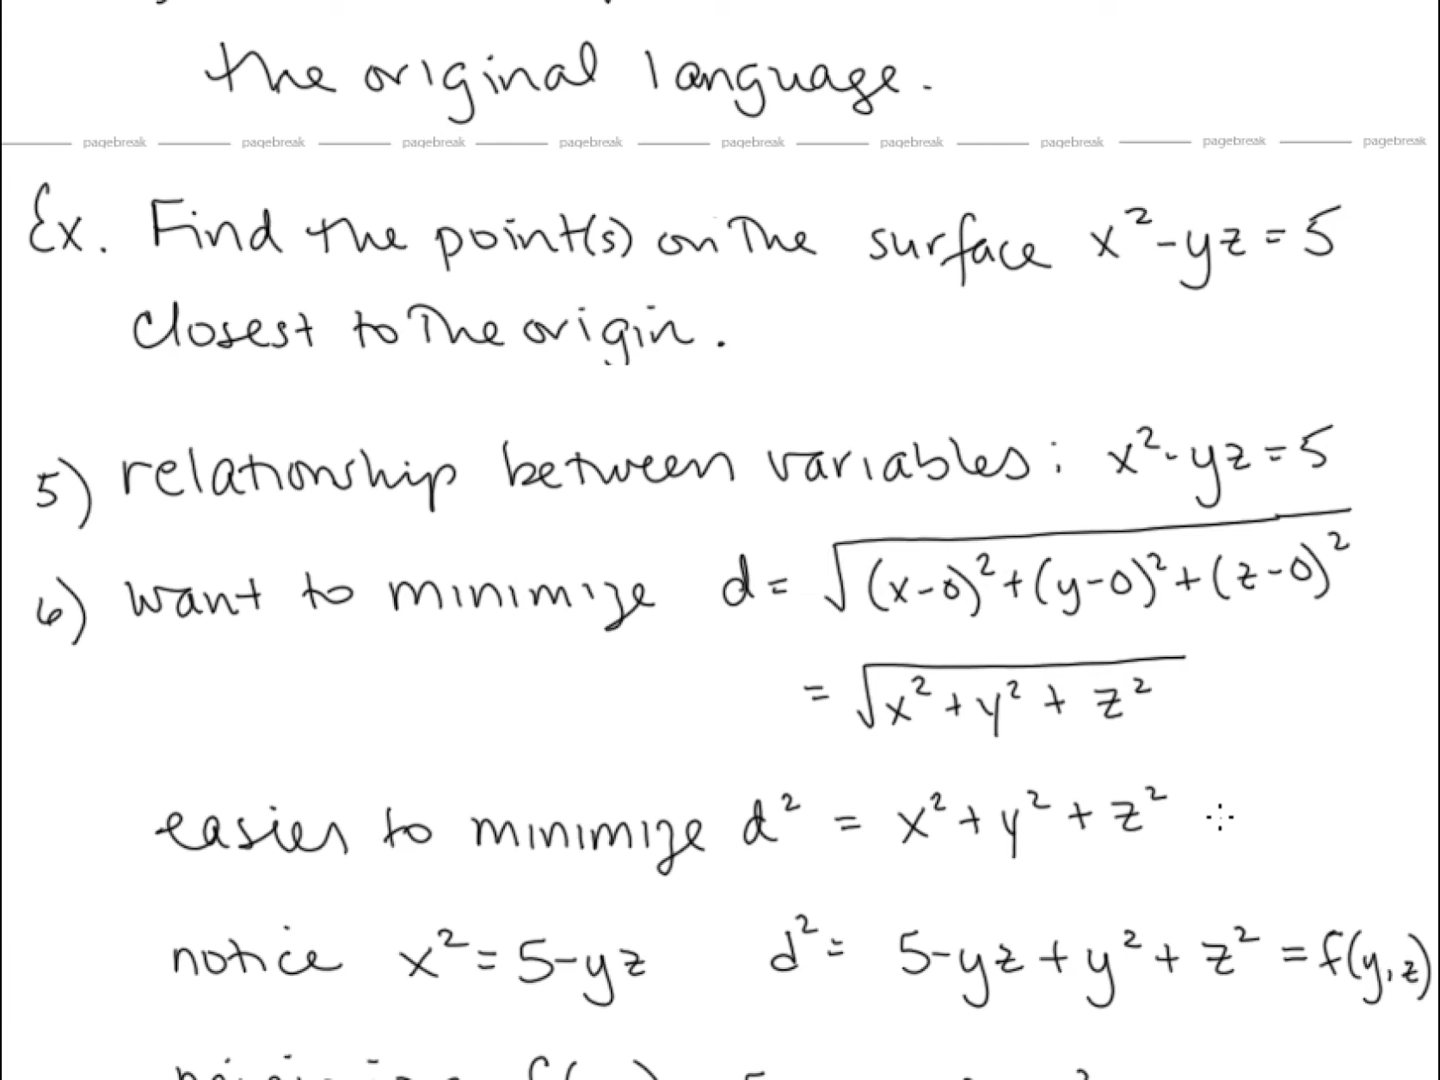 the original language.
pagebreak pagebreak pagebreak pagebreak pagebreak pagebreak pagebreak pagebreak pagebreak
Ex. Find the point(s) on the surface x²-yz=5
closest to the origin.
5) relationship between variables: x²-yz=5
6) want to minimize d= √(x-0)²+(y-0)²+(z-0)²
= √x²+y²+z²
easier to minimize d² = x²+y²+z²
notice x²=5-yz d²= 5-yz+y²+z² =f(y,z)